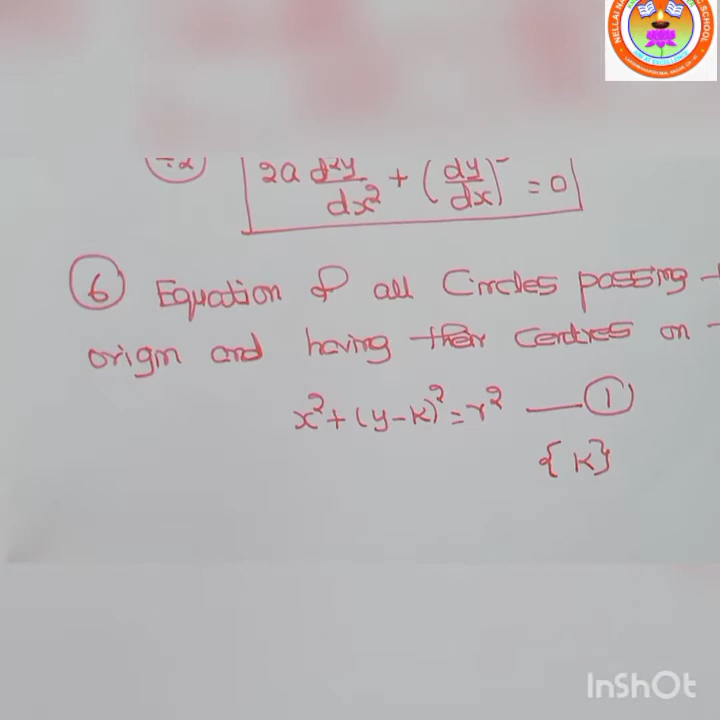 2a d²y/dx² + (dy/dx) = 0
6 Equation of all Circles passing
origin and having their Centres on
x² + (y-k)² = r² — 1
{k}
InShOt